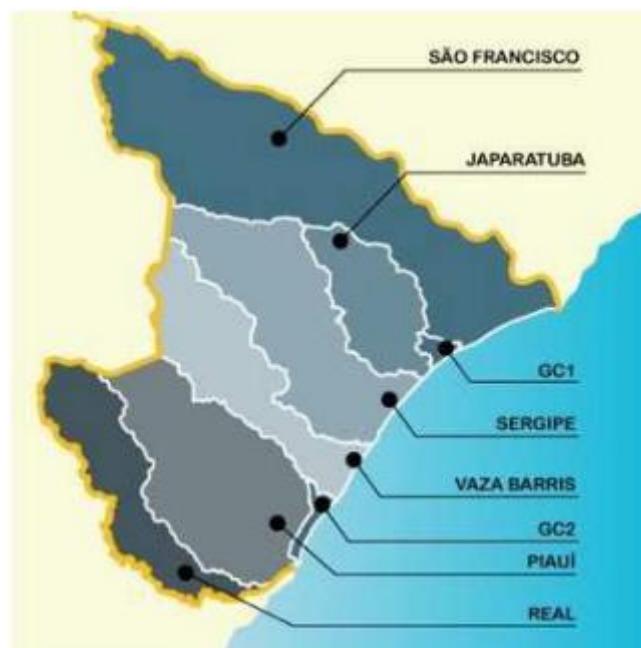 SÃO FRANCISCO
JAPARATUBA
GC1
SERGIPE
VAZA BARRIS
GC2
PIAUÍ
REAL